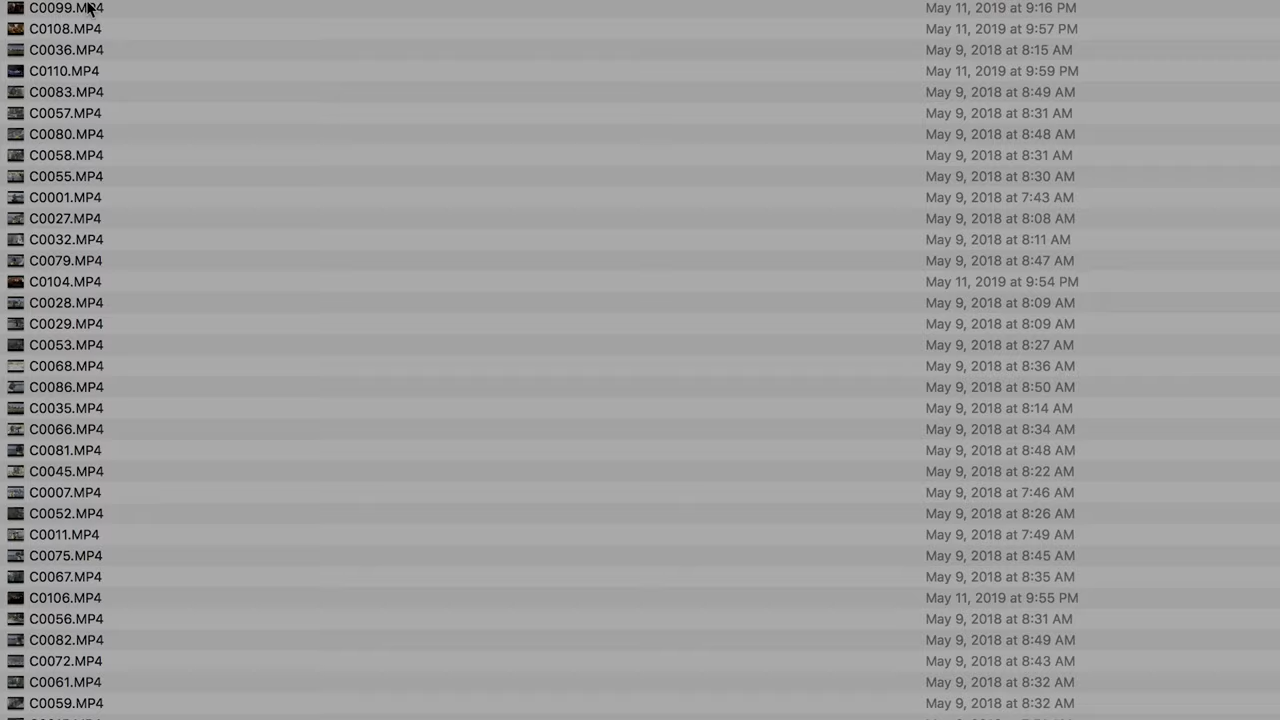 C0099.MP4 May 11, 2019 at 9:16 PM
C0108.MP4 May 11, 2019 at 9:57 PM
C0036.MP4 May 9, 2018 at 8:15 AM
C0110.MP4 May 11, 2019 at 9:59 PM
C0083.MP4 May 9, 2018 at 8:49 AM
C0057.MP4 May 9, 2018 at 8:31 AM
C0080.MP4 May 9, 2018 at 8:48 AM
C0058.MP4 May 9, 2018 at 8:31 AM
C0055.MP4 May 9, 2018 at 8:30 AM
C0001.MP4 May 9, 2018 at 7:43 AM
C0027.MP4 May 9, 2018 at 8:08 AM
C0032.MP4 May 9, 2018 at 8:11 AM
C0079.MP4 May 9, 2018 at 8:47 AM
C0104.MP4 May 11, 2019 at 9:54 PM
C0028.MP4 May 9, 2018 at 8:09 AM
C0029.MP4 May 9, 2018 at 8:09 AM
C0053.MP4 May 9, 2018 at 8:27 AM
C0068.MP4 May 9, 2018 at 8:36 AM
C0086.MP4 May 9, 2018 at 8:50 AM
C0035.MP4 May 9, 2018 at 8:14 AM
C0066.MP4 May 9, 2018 at 8:34 AM
C0081.MP4 May 9, 2018 at 8:48 AM
C0045.MP4 May 9, 2018 at 8:22 AM
C0007.MP4 May 9, 2018 at 7:46 AM
C0052.MP4 May 9, 2018 at 8:26 AM
C0011.MP4 May 9, 2018 at 7:49 AM
C0075.MP4 May 9, 2018 at 8:45 AM
C0067.MP4 May 9, 2018 at 8:35 AM
C0106.MP4 May 11, 2019 at 9:55 PM
C0056.MP4 May 9, 2018 at 8:31 AM
C0082.MP4 May 9, 2018 at 8:49 AM
C0072.MP4 May 9, 2018 at 8:43 AM
C0061.MP4 May 9, 2018 at 8:32 AM
C0059.MP4 May 9, 2018 at 8:32 AM